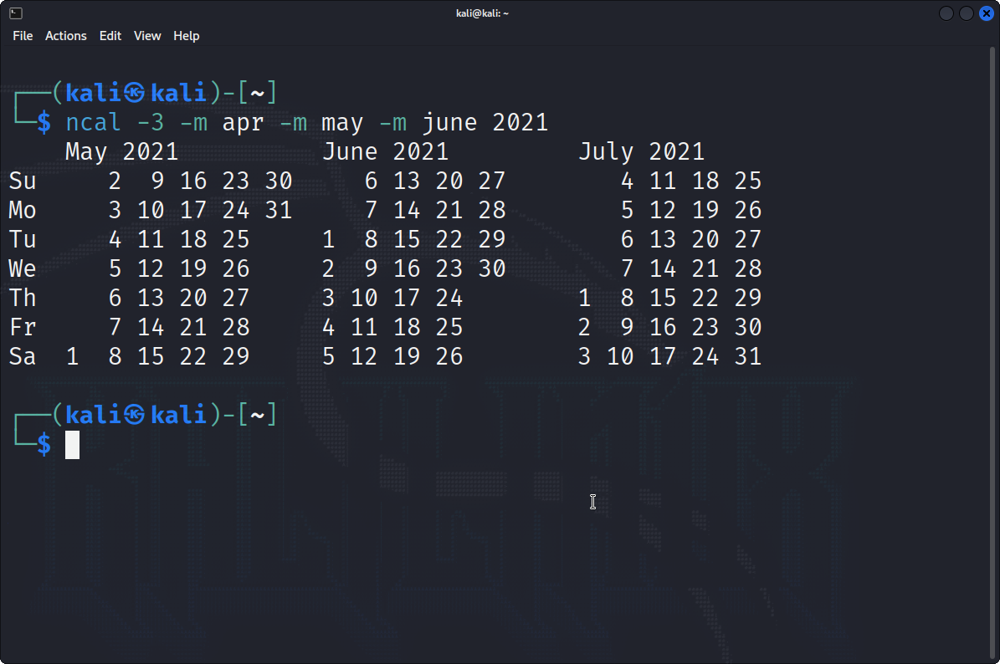 kali@kali: ~
File Actions Edit View Help
┌──(kali㉿kali)-[~]
└─$ ncal -3 -m apr -m may -m june 2021
    May 2021          June 2021         July 2021
Su     2  9 16 23 30     6 13 20 27        4 11 18 25
Mo     3 10 17 24 31     7 14 21 28        5 12 19 26
Tu     4 11 18 25     1  8 15 22 29        6 13 20 27
We     5 12 19 26     2  9 16 23 30        7 14 21 28
Th     6 13 20 27     3 10 17 24        1  8 15 22 29
Fr     7 14 21 28     4 11 18 25        2  9 16 23 30
Sa  1  8 15 22 29     5 12 19 26        3 10 17 24 31
┌──(kali㉿kali)-[~]
└─$